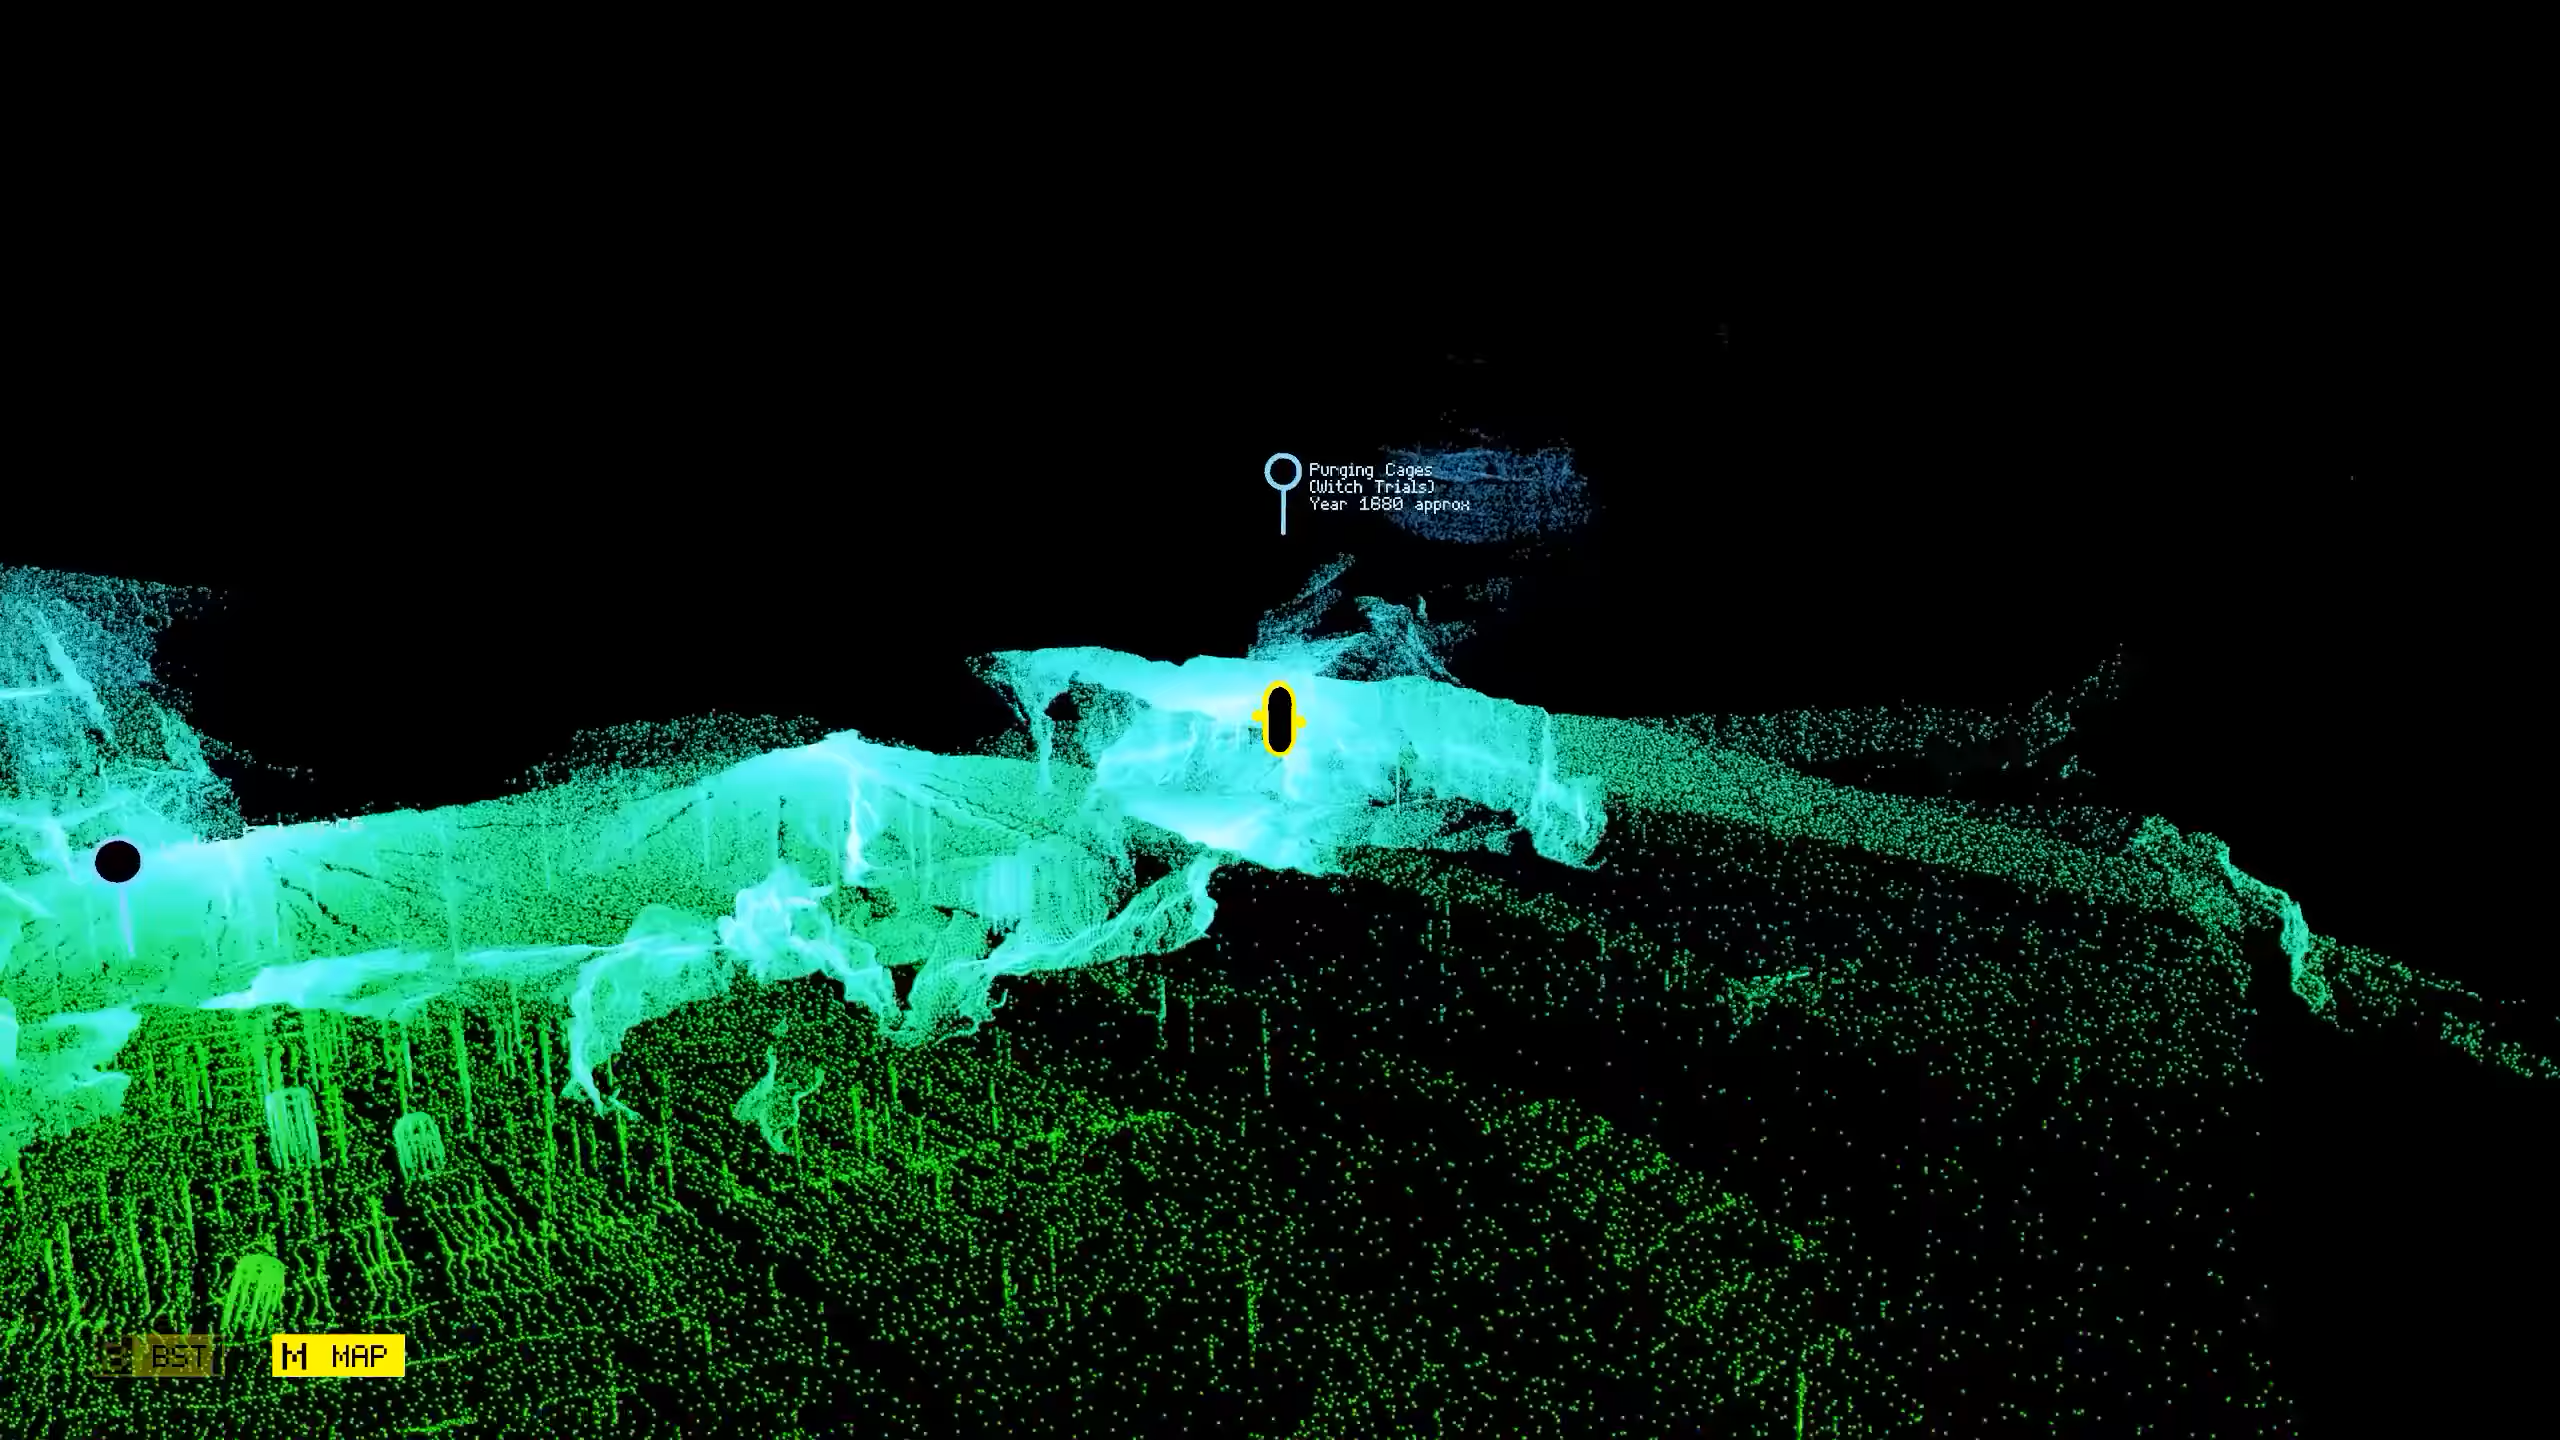 Purging Cages
(Witch Trials)
Year 1680 approx
BST
M MAP